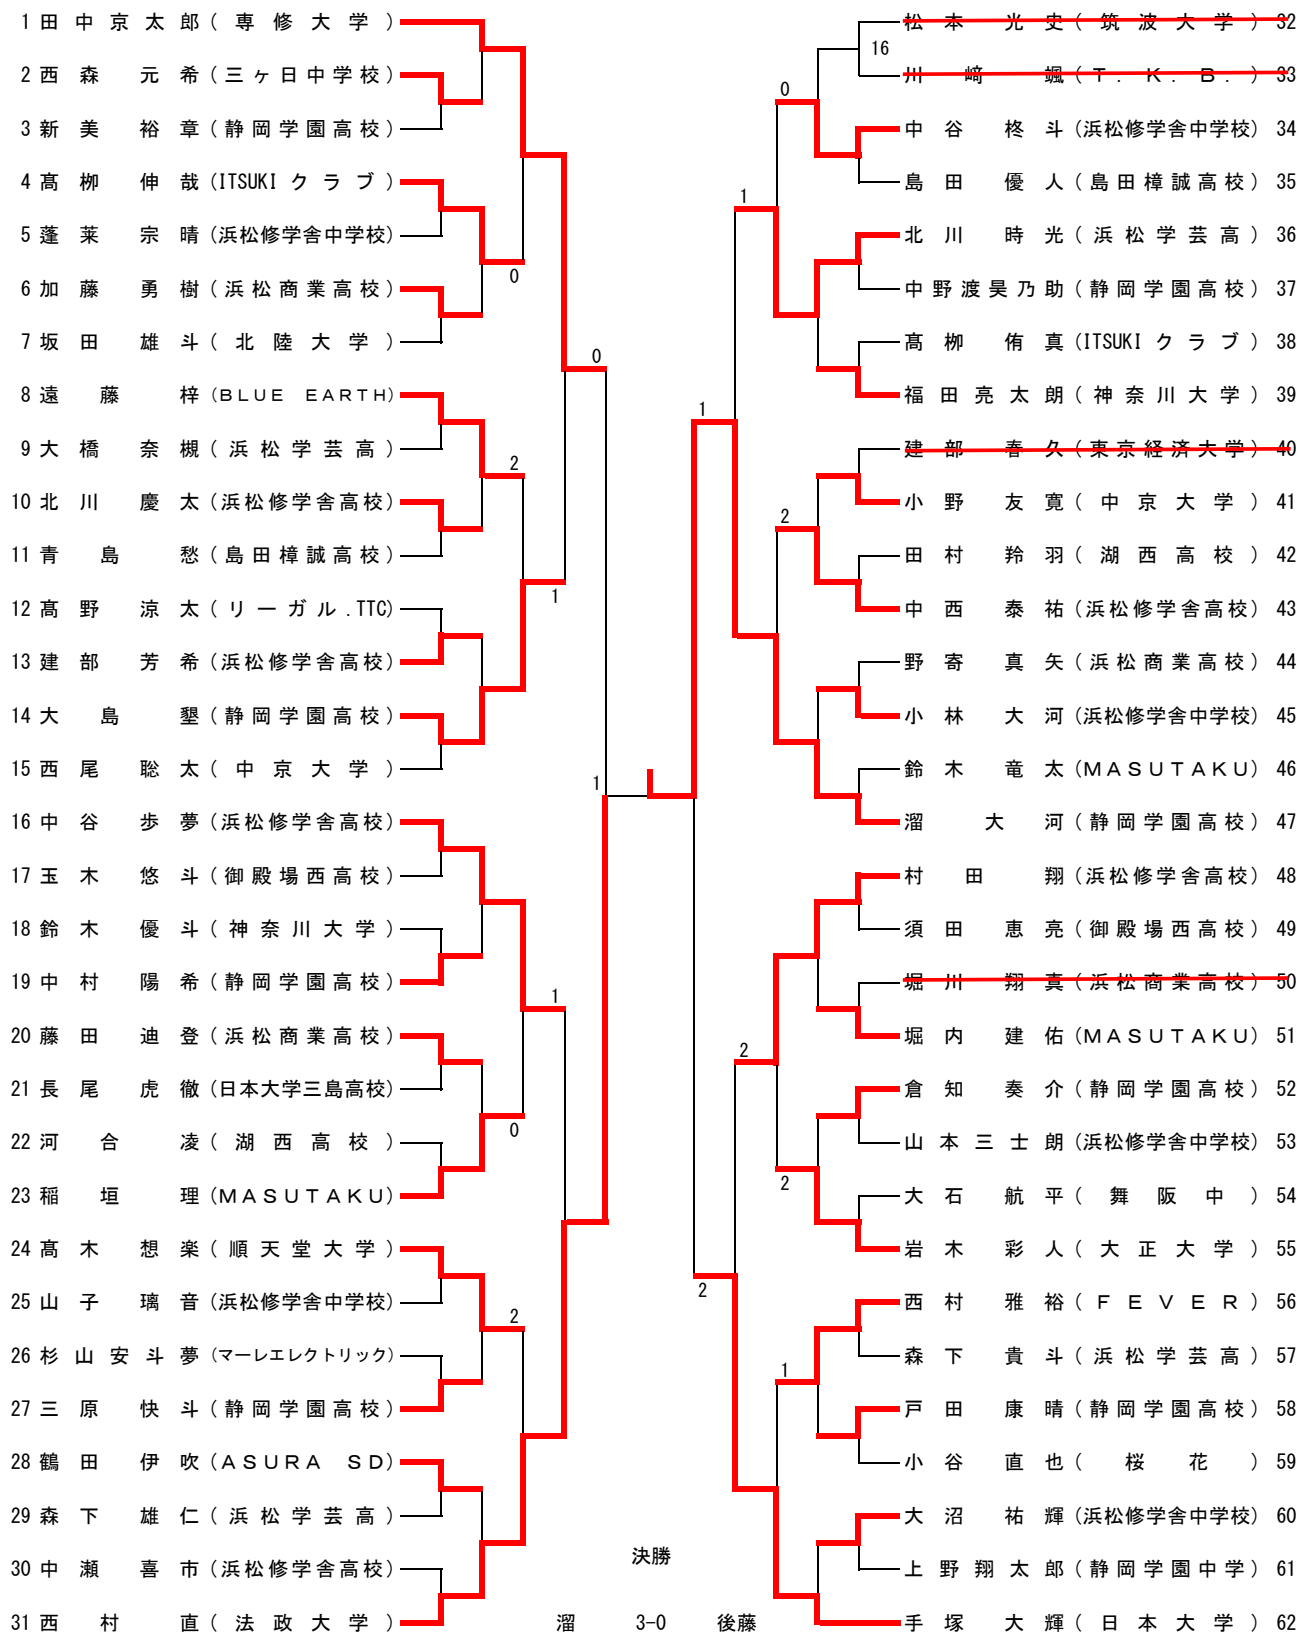 1 田中京太郎 (専修大学)
2 西森元希 (三ヶ日中学校)
3 新美裕章 (静岡学園高校)
4 髙栁伸哉 (ITSUKIクラブ)
5 蓬莱宗晴 (浜松修学舎中学校)
6 加藤勇樹 (浜松商業高校)
7 坂田雄斗 (北陸大学)
8 遠藤梓 (BLUE EARTH)
9 大橋奈槻 (浜松学芸高)
10 北川慶太 (浜松修学舎高校)
11 青島愁 (島田樟誠高校)
12 髙野涼太 (リーガル.TTC)
13 建部芳希 (浜松修学舎高校)
14 大島墾 (静岡学園高校)
15 西尾聡太 (中京大学)
16 中谷歩夢 (浜松修学舎高校)
17 玉木悠斗 (御殿場西高校)
18 鈴木優斗 (神奈川大学)
19 中村陽希 (静岡学園高校)
20 藤田迪登 (浜松商業高校)
21 長尾虎徹 (日本大学三島高校)
22 河合凌 (湖西高校)
23 稲垣理 (MASUTAKU)
24 髙木想楽 (順天堂大学)
25 山子璃音 (浜松修学舎中学校)
26 杉山安斗夢 (マーレエレクトリック)
27 三原快斗 (静岡学園高校)
28 鶴田伊吹 (ASURA SD)
29 森下雄仁 (浜松学芸高)
30 中瀬喜市 (浜松修学舎高校)
31 西村直 (法政大学)
0
2
1
0
1
0
2
1
松本光史 (筑波大学) 32
川﨑颯 (T.K.B.) 33
中谷柊斗 (浜松修学舎中学校) 34
島田優人 (島田樟誠高校) 35
北川時光 (浜松学芸高) 36
中野渡昊乃助 (静岡学園高校) 37
髙栁侑真 (ITSUKIクラブ) 38
福田亮太朗 (神奈川大学) 39
建部春久 (東京経済大学) 40
小野友寛 (中京大学) 41
田村羚羽 (湖西高校) 42
中西泰祐 (浜松修学舎高校) 43
野寄真矢 (浜松商業高校) 44
小林大河 (浜松修学舎中学校) 45
鈴木竜太 (MASUTAKU) 46
溜大河 (静岡学園高校) 47
村田翔 (浜松修学舎高校) 48
須田恵亮 (御殿場西高校) 49
堀川翔真 (浜松商業高校) 50
堀内建佑 (MASUTAKU) 51
倉知奏介 (静岡学園高校) 52
山本三士朗 (浜松修学舎中学校) 53
大石航平 (舞阪中) 54
岩木彩人 (大正大学) 55
西村雅裕 (FEVER) 56
森下貴斗 (浜松学芸高) 57
戸田康晴 (静岡学園高校) 58
小谷直也 (桜花) 59
大沼祐輝 (浜松修学舎中学校) 60
上野翔太郎 (静岡学園中学) 61
手塚大輝 (日本大学) 62
16
0
1
1
2
2
2
2
1
決勝
溜 3-0 後藤